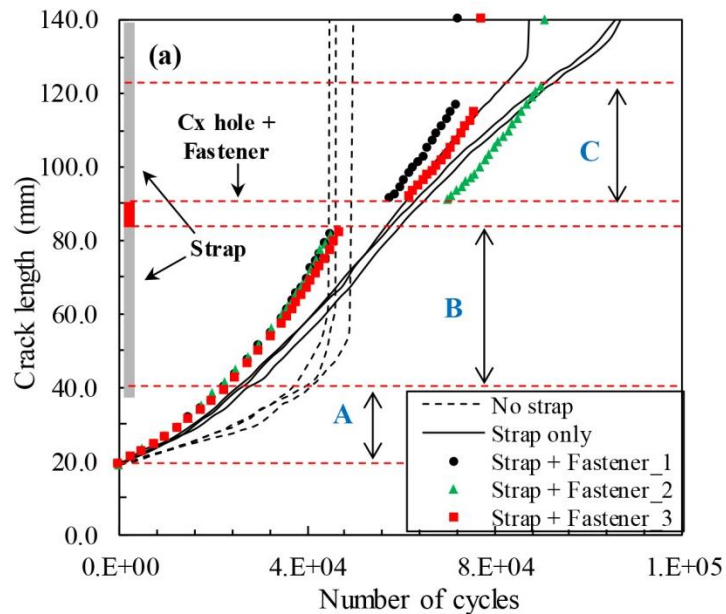 (a)
140.0
120.0
100.0
80.0
60.0
40.0
20.0
0.0
Crack length (mm)
Cx hole +
Fastener
Strap
A
B
C
No strap
Strap only
Strap + Fastener_1
Strap + Fastener_2
Strap + Fastener_3
0.E+00
4.E+04
8.E+04
1.E+05
Number of cycles